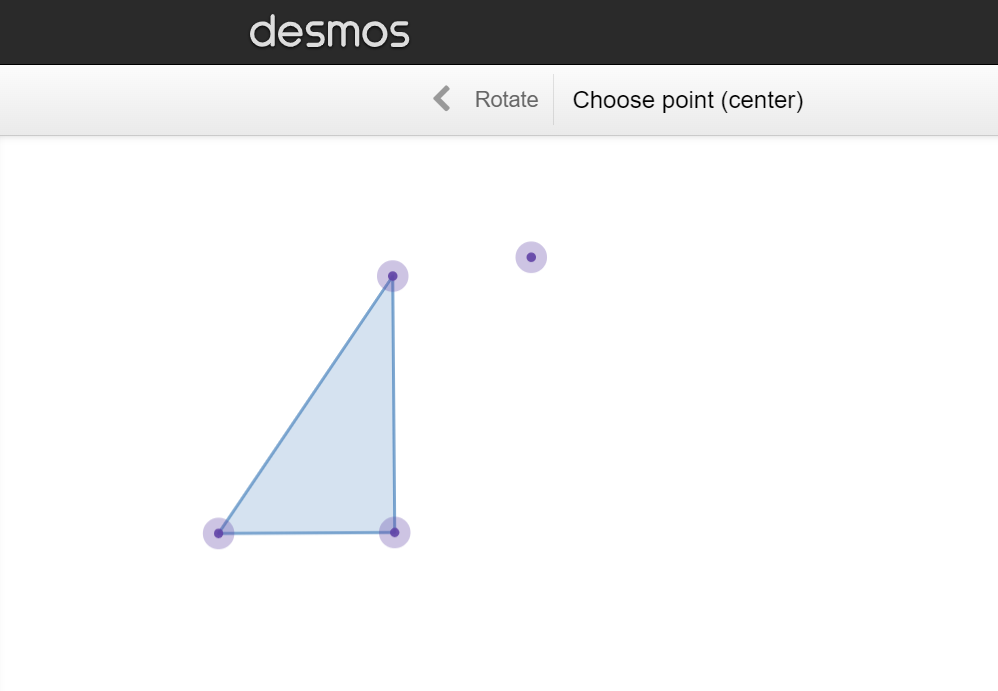 desmos
Rotate
Choose point (center)